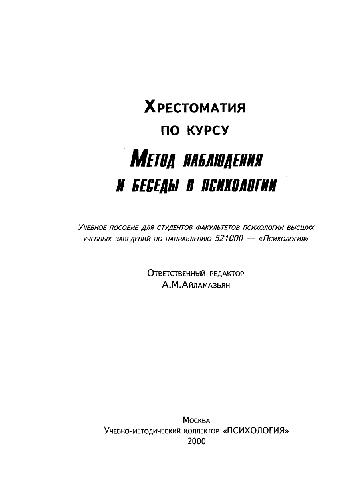 ХРЕСТОМАТИЯ
ПО КУРСУ
МЕТОД НАБЛЮДЕНИЯ
И БЕСЕДЫ В ПСИХОЛОГИИ
УЧЕБНОЕ ПОСОБИЕ ДЛЯ СТУДЕНТОВ ФАКУЛЬТЕТОВ ПСИХОЛОГИИ ВЫСШИХ
УЧЕБНЫХ ЗАВЕДЕНИЙ ПО НАПРАВЛЕНИЮ 521000 — «ПСИХОЛОГИЯ»
ОТВЕТСТВЕННЫЙ РЕДАКТОР
А.М.АЙЛАМАЗЬЯН
МОСКВА
УЧЕБНО-МЕТОДИЧЕСКИЙ КОЛЛЕКТОР «ПСИХОЛОГИЯ»
2000